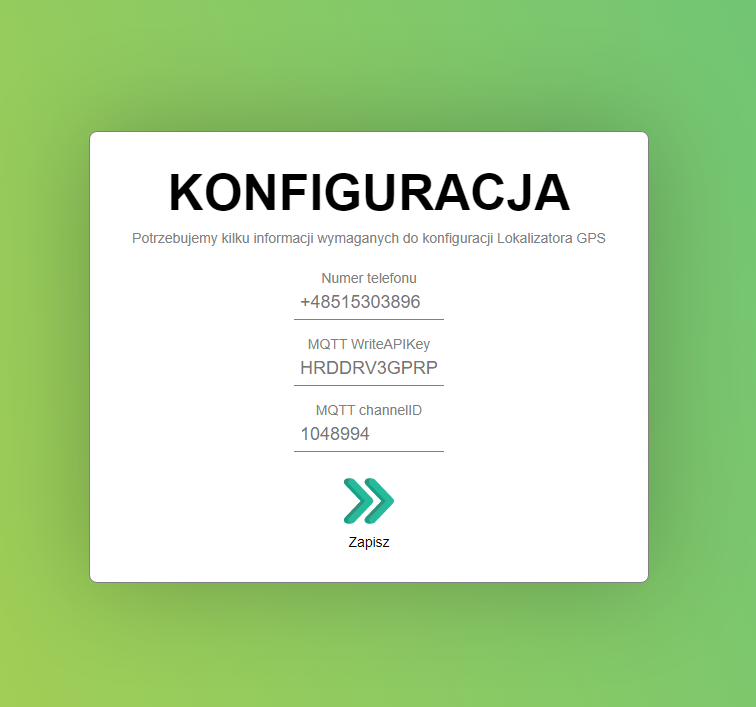 KONFIGURACJA
Potrzebujemy kilku informacji wymaganych do konfiguracji Lokalizatora GPS
Numer telefonu
+48515303896
MQTT WriteAPIKey
HRDDRV3GPRP
MQTT channelID
1048994
Zapisz